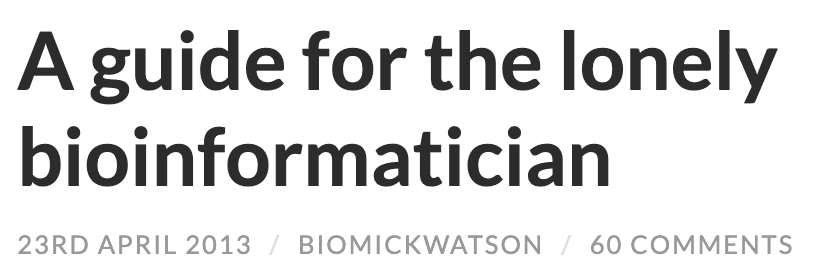 A guide for the lonely
bioinformatician
23RD APRIL 2013 / BIOMICKWATSON / 60 COMMENTS